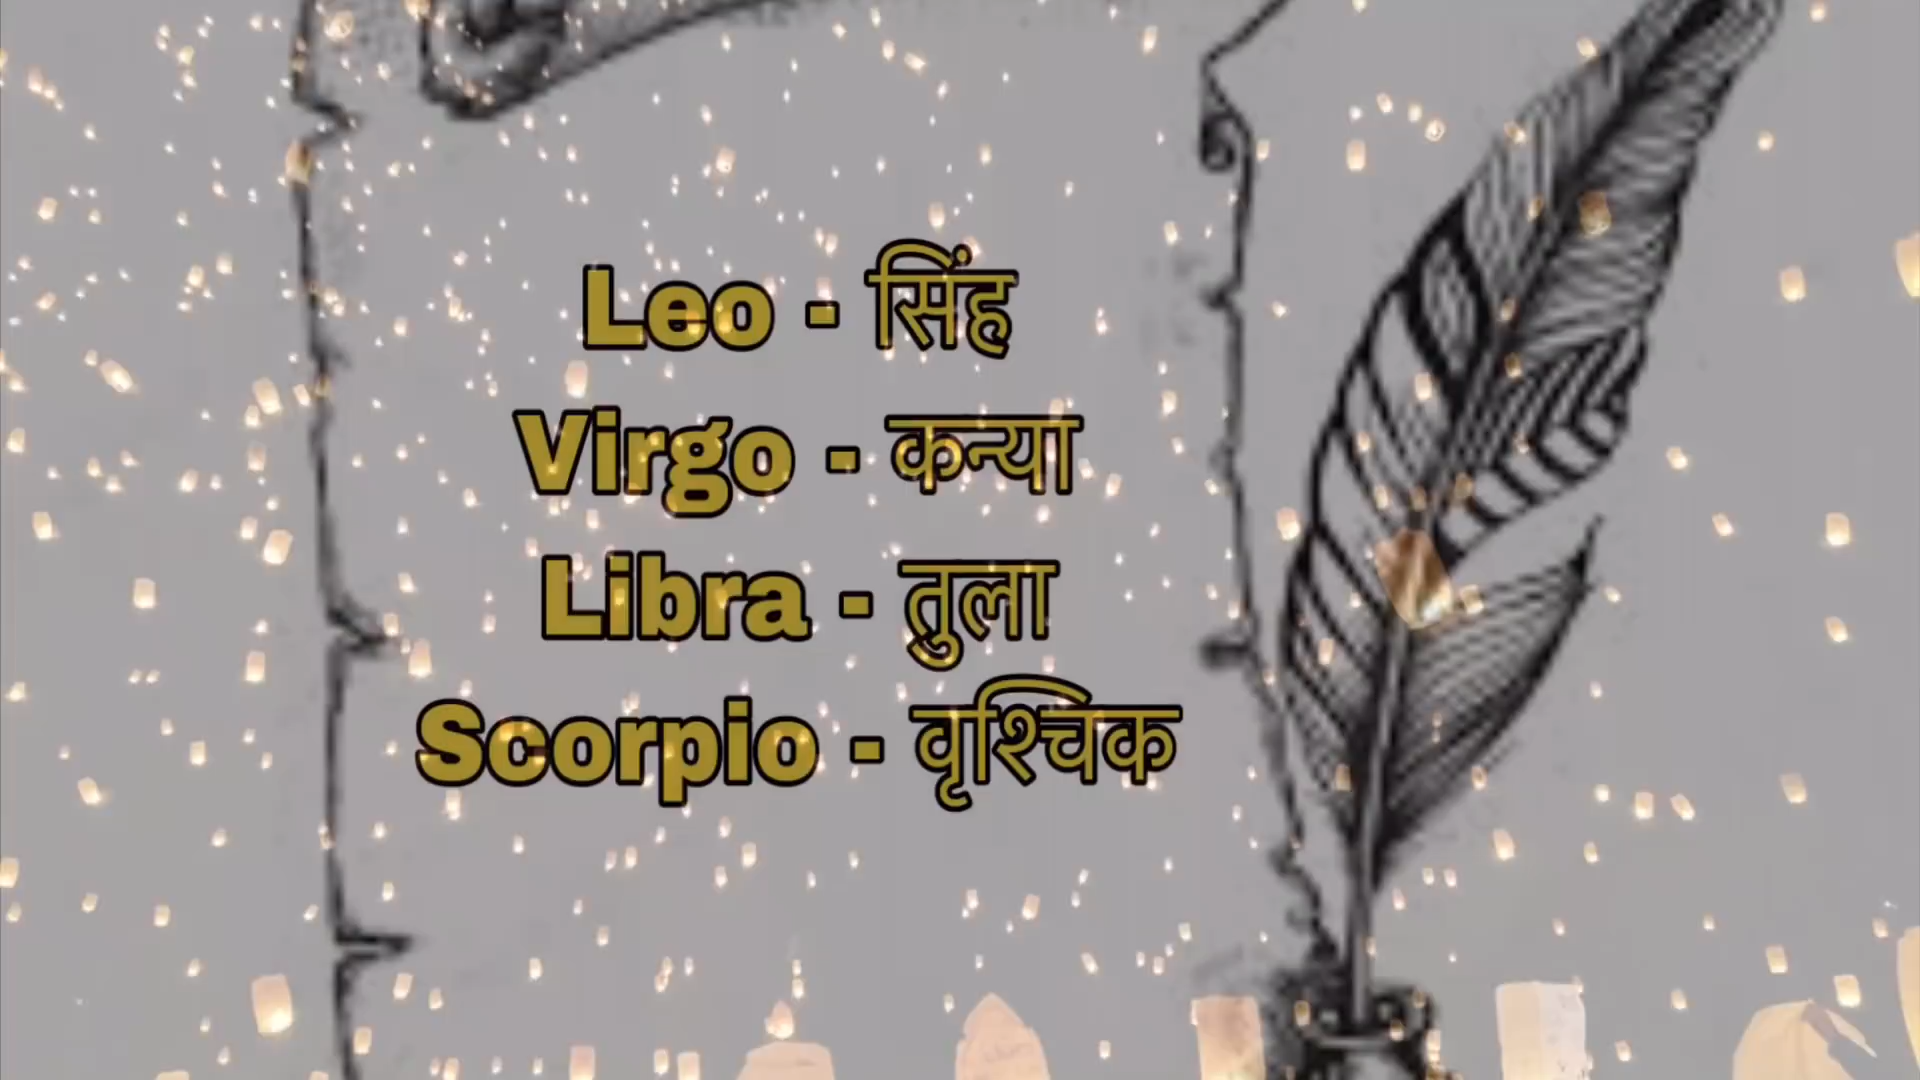 Leo - सिंह
Virgo - कन्या
Libra - तुला
Scorpio - वृश्चिक